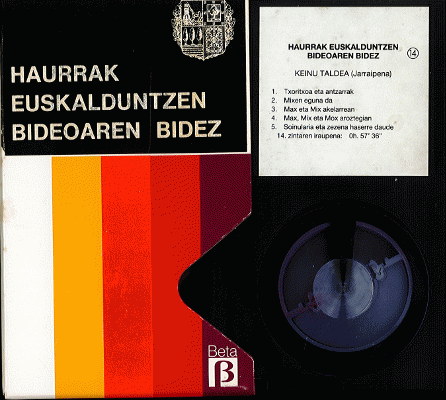 HAURRAK
EUSKALDUNTZEN
BIDEOAREN BIDEZ
Beta
β
HAURRAK EUSKALDUNTZEN
BIDEOAREN BIDEZ
14
KEINU TALDEA (Jarraipena)
1. Txoritxoa eta antzarrak
2. Mixen eguna da
3. Max eta Mix akelarrean
4. Max, Mix eta Mox aroztegian
5. Soinularia eta zezena haserre daude
14. zintaren iraupena: 0h. 57' 36"